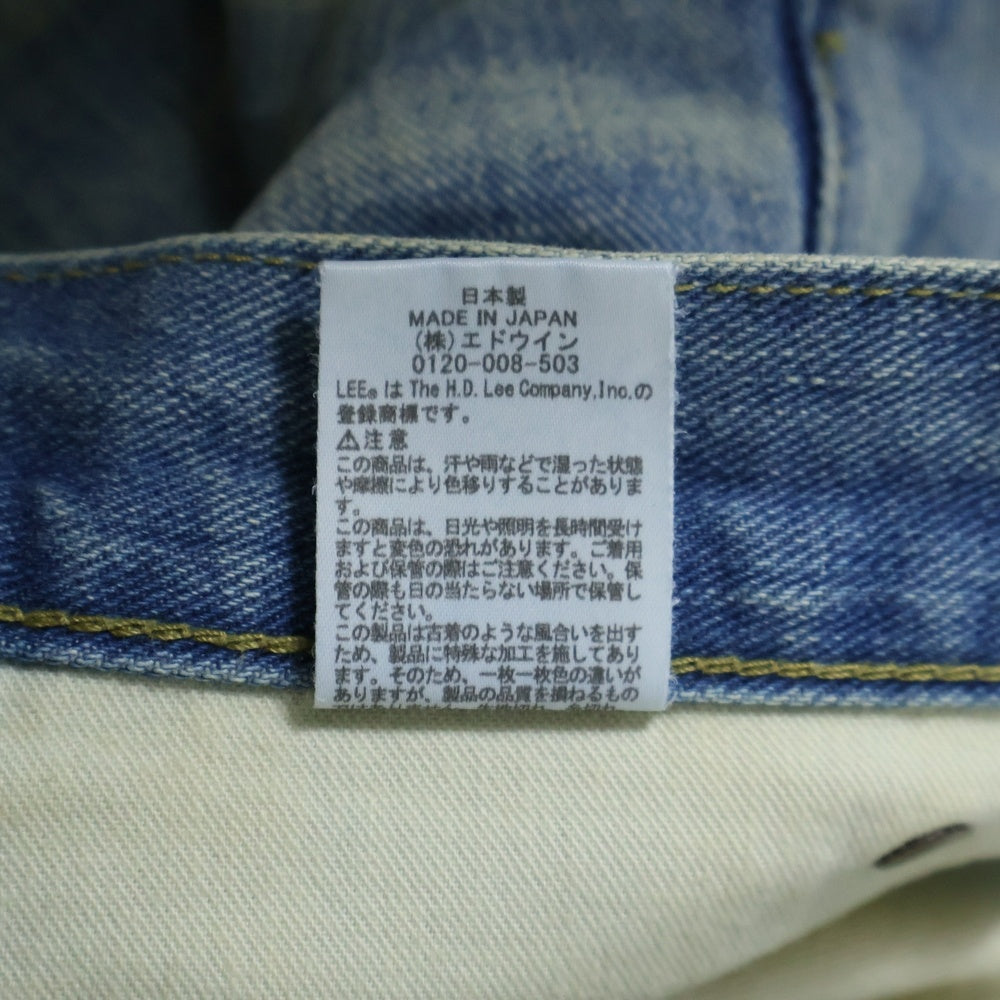 日本製
MADE IN JAPAN
(株)エドウイン
0120-008-503
LEE® は The H.D. Lee Company,Inc.の
登録商標です。
⚠注意
この商品は、汗や雨などで湿った状態
や摩擦により色移りすることがありま
す。
この商品は、日光や照明を長時間受け
ますと変色の恐れがあります。ご着用
および保管の際はご注意ください。保
管の際も日の当たらない場所で保管し
てください。
この製品は古着のような風合いを出す
ため、製品に特殊な加工を施してあり
ます。そのため、一枚一枚色の違いが
ありますが、製品の品質を損ねるもの